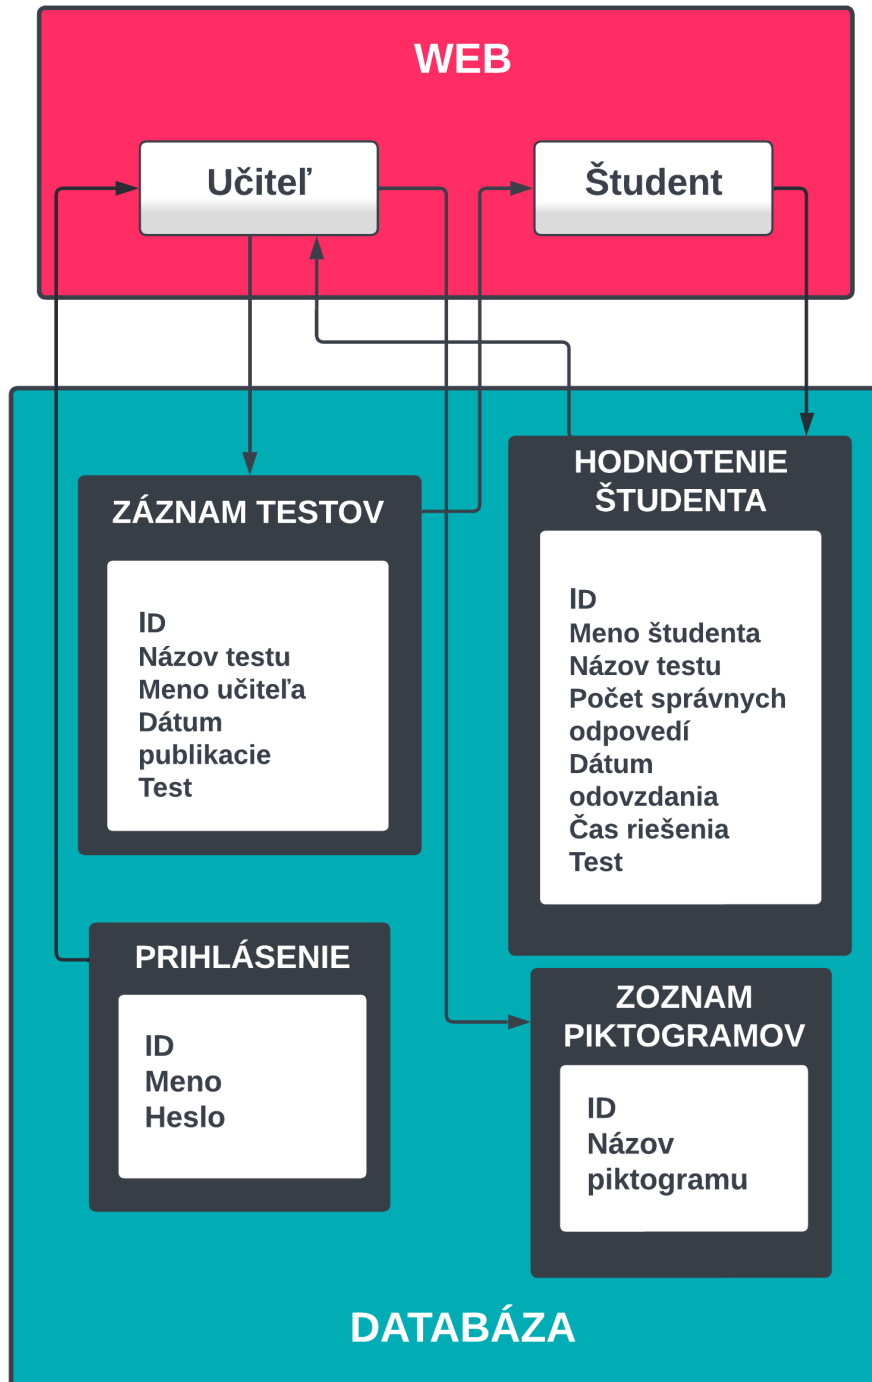 WEB
Učiteľ
Študent
ZÁZNAM TESTOV
ID
Názov testu
Meno učiteľa
Dátum
publikacie
Test
HODNOTENIE
ŠTUDENTA
ID
Meno študenta
Názov testu
Počet správnych
odpovedí
Dátum
odovzdania
Čas riešenia
Test
PRIHLÁSENIE
ID
Meno
Heslo
ZOZNAM
PIKTOGRAMOV
ID
Názov
piktogramu
DATABÁZA